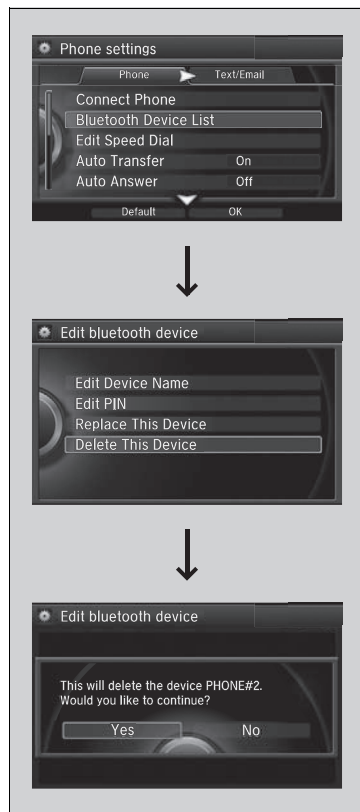 Phone settings
Phone Text/Email
Connect Phone
Bluetooth Device List
Edit Speed Dial
Auto Transfer On
Auto Answer Off
Default OK
Edit bluetooth device
Edit Device Name
Edit PIN
Replace This Device
Delete This Device
Edit bluetooth device
This will delete the device PHONE#2.
Would you like to continue?
Yes No